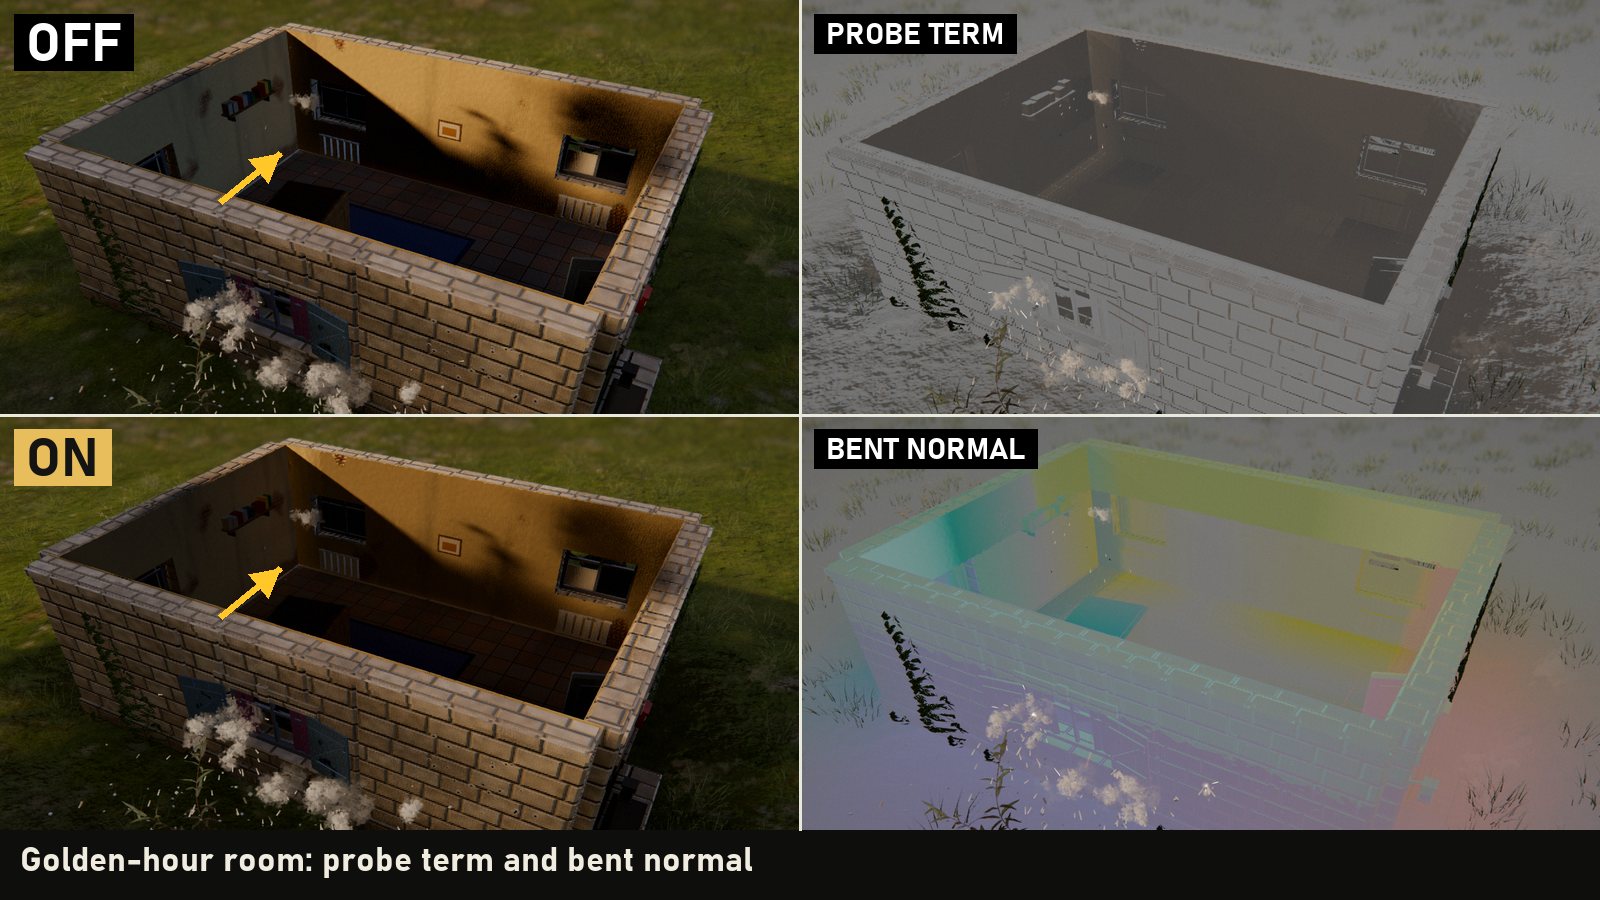 OFF
PROBE TERM
ON
BENT NORMAL
Golden-hour room: probe term and bent normal